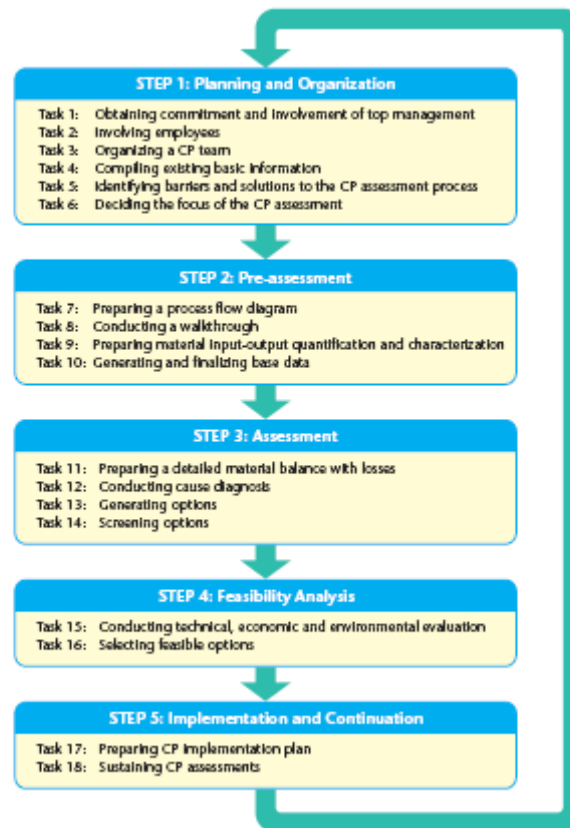 STEP 1: Planning and Organization
Task 1: Obtaining commitment and involvement of top management
Task 2: Involving employees
Task 3: Organizing a CP team
Task 4: Compiling existing basic information
Task 5: Identifying barriers and solutions to the CP assessment process
Task 6: Deciding the focus of the CP assessment
STEP 2: Pre-assessment
Task 7: Preparing a process flow diagram
Task 8: Conducting a walkthrough
Task 9: Preparing material input-output quantification and characterization
Task 10: Generating and finalizing base data
STEP 3: Assessment
Task 11: Preparing a detailed material balance with losses
Task 12: Conducting cause diagnosis
Task 13: Generating options
Task 14: Screening options
STEP 4: Feasibility Analysis
Task 15: Conducting technical, economic and environmental evaluation
Task 16: Selecting feasible options
STEP 5: Implementation and Continuation
Task 17: Preparing CP implementation plan
Task 18: Sustaining CP assessments